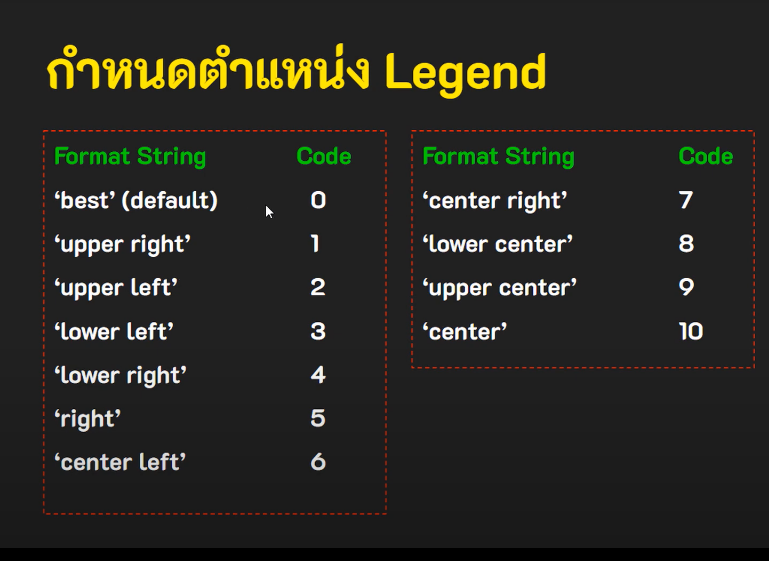 กำหนดตำแหน่ง Legend
Format String Code
‘best’ (default) 0
‘upper right’ 1
‘upper left’ 2
‘lower left’ 3
‘lower right’ 4
‘right’ 5
‘center left’ 6
Format String Code
‘center right’ 7
‘lower center’ 8
‘upper center’ 9
‘center’ 10